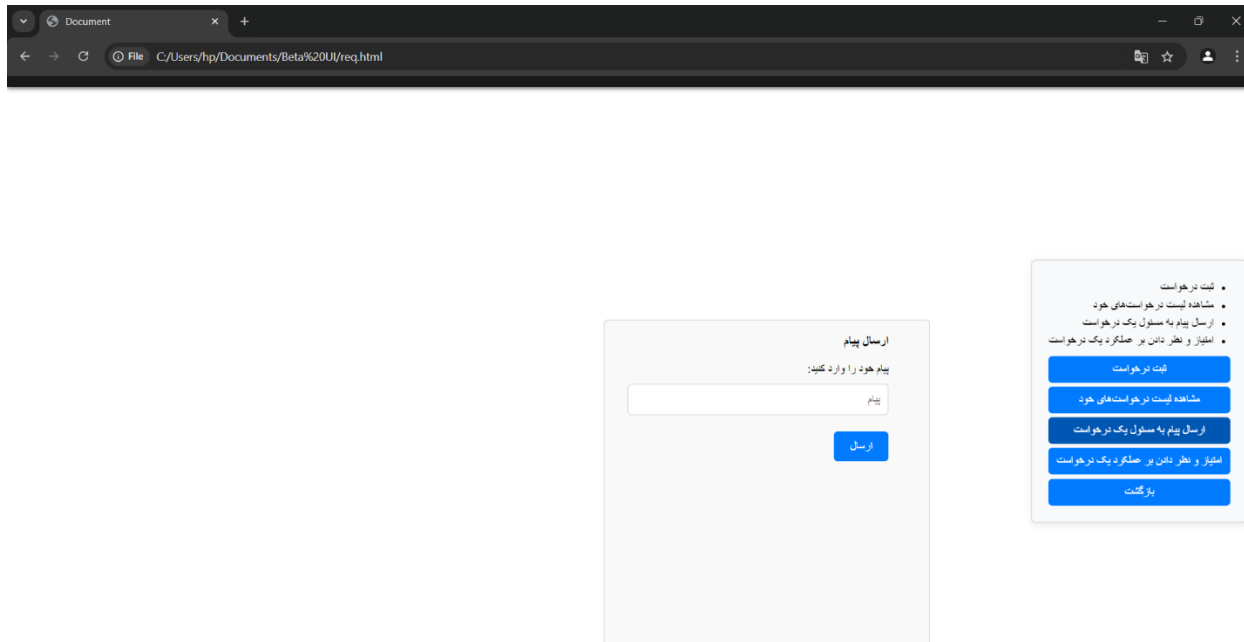 Document
File C:/Users/hp/Documents/Beta%20UI/req.html
ثبت درخواست
مشاهده لیست درخواست‌های خود
ارسال پیام به مسئول یک درخواست
امتیاز و نظر دادن بر عملکرد یک درخواست
ثبت درخواست
مشاهده لیست درخواست‌های خود
ارسال پیام به مسئول یک درخواست
امتیاز و نظر دادن بر عملکرد یک درخواست
بازگشت
ارسال پیام
پیام خود را وارد کنید:
پیام
ارسال